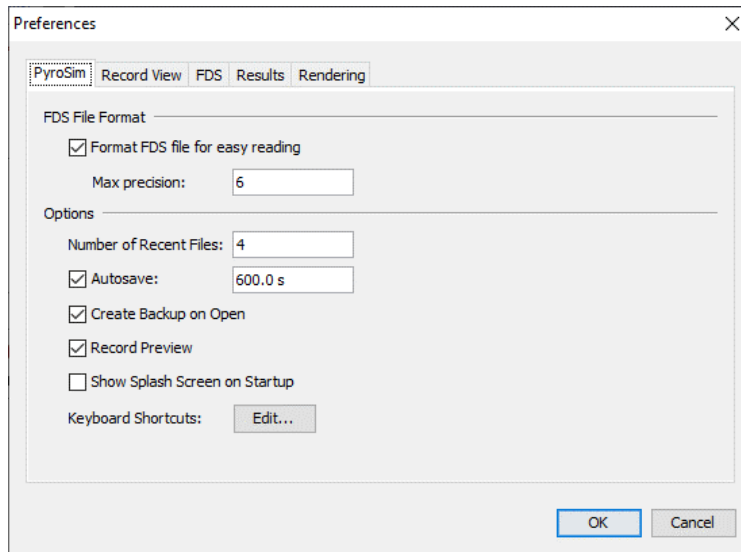 Preferences
PyroSim Record View FDS Results Rendering
FDS File Format
Format FDS file for easy reading
Max precision: 6
Options
Number of Recent Files: 4
Autosave: 600.0 s
Create Backup on Open
Record Preview
Show Splash Screen on Startup
Keyboard Shortcuts: Edit...
OK Cancel